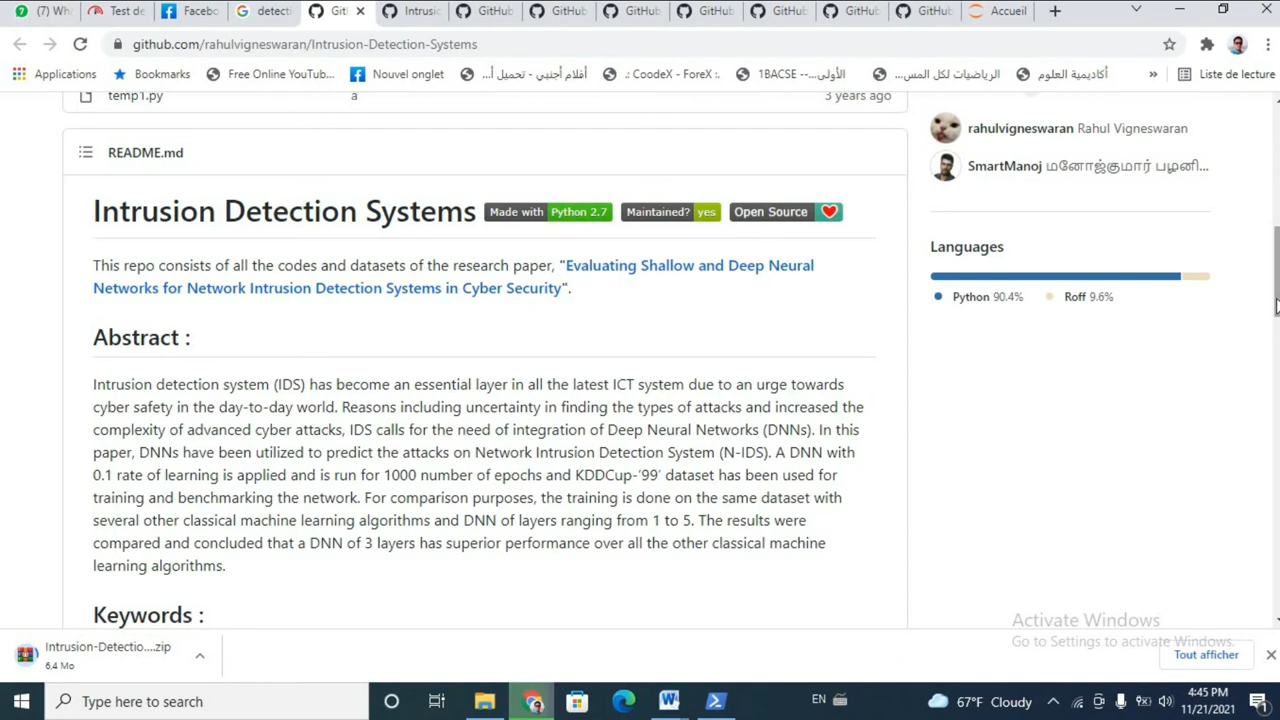 (7) Wh
Test de
Facebo
detecti
Git
Intrusio
GitHub
GitHub
GitHub
GitHub
GitHub
GitHub
GitHub
Accueil
github.com/rahulvigneswaran/Intrusion-Detection-Systems
Applications
Bookmarks
Free Online YouTub...
Nouvel onglet
أفلام أجنبي - تحميل أ...
.: CoodeX - ForeX :.
1BACSE --...الأولى
الرياضيات لكل المس...
أكاديمية العلوم
»
Liste de lecture
temp1.py
a
3 years ago
README.md
Intrusion Detection Systems
Made with Python 2.7
Maintained? yes
Open Source
This repo consists of all the codes and datasets of the research paper, "Evaluating Shallow and Deep Neural
Networks for Network Intrusion Detection Systems in Cyber Security".
Abstract :
Intrusion detection system (IDS) has become an essential layer in all the latest ICT system due to an urge towards
cyber safety in the day-to-day world. Reasons including uncertainty in finding the types of attacks and increased the
complexity of advanced cyber attacks, IDS calls for the need of integration of Deep Neural Networks (DNNs). In this
paper, DNNs have been utilized to predict the attacks on Network Intrusion Detection System (N-IDS). A DNN with
0.1 rate of learning is applied and is run for 1000 number of epochs and KDDCup-'99' dataset has been used for
training and benchmarking the network. For comparison purposes, the training is done on the same dataset with
several other classical machine learning algorithms and DNN of layers ranging from 1 to 5. The results were
compared and concluded that a DNN of 3 layers has superior performance over all the other classical machine
learning algorithms.
Keywords :
rahulvigneswaran Rahul Vigneswaran
SmartManoj மனோஜ்குமார் பழனி...
Languages
Python 90.4%
Roff 9.6%
Activate Windows
Go to Settings to activate Windows.
Intrusion-Detectio....zip
6.4 Mo
Tout afficher
Type here to search
EN
67°F Cloudy
4:45 PM
11/21/2021
1